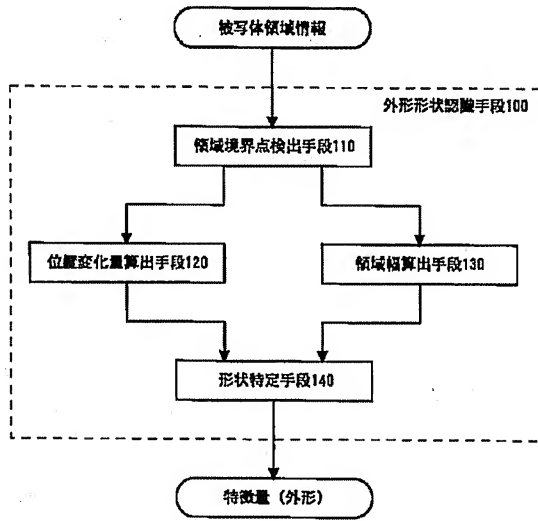 被写体領域情報
外形形状認識手段100
領域境界点検出手段110
位置変化量算出手段120
領域幅算出手段130
形状特定手段140
特徴量（外形）